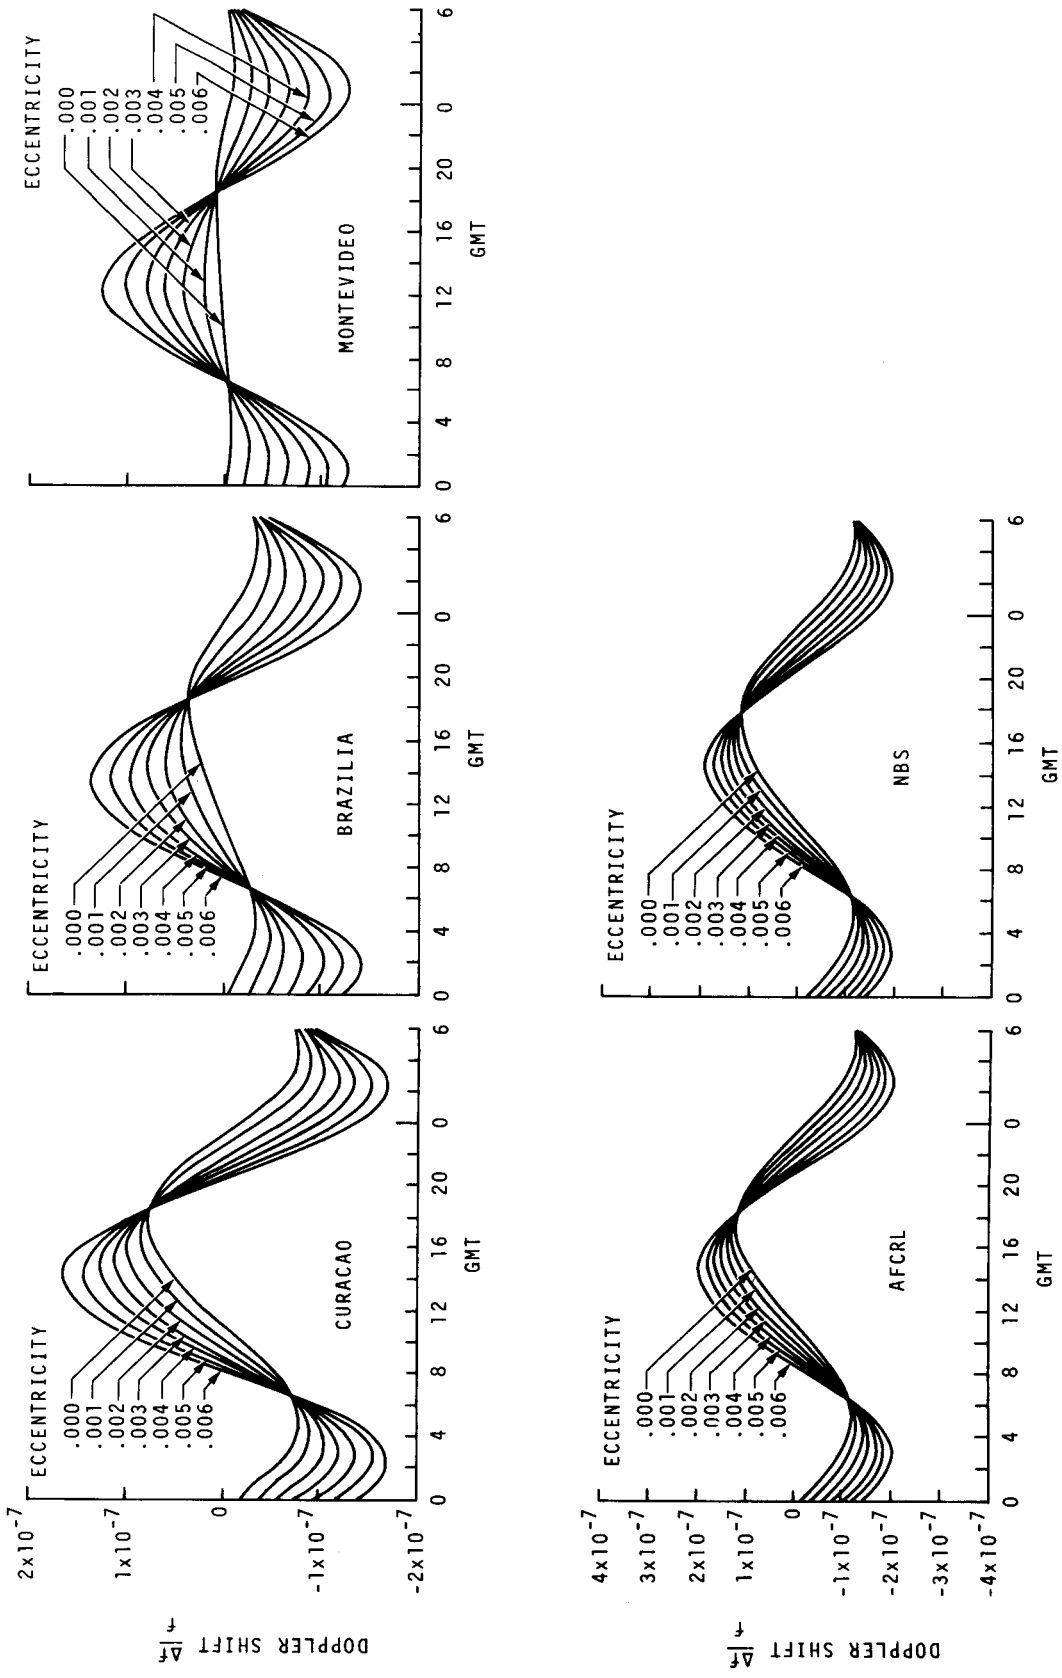 DOPPLER SHIFT Δf/f
2x10⁻⁷
1x10⁻⁷
0
-1x10⁻⁷
-2x10⁻⁷
ECCENTRICITY
.000
.001
.002
.003
.004
.005
.006
CURACAO
0 4 8 12 16 20 0 6
GMT
ECCENTRICITY
.000
.001
.002
.003
.004
.005
.006
BRAZILIA
0 4 8 12 16 20 0 6
GMT
ECCENTRICITY
.000
.001
.002
.003
.004
.005
.006
MONTEVIDEO
0 4 8 12 16 20 0 6
GMT
DOPPLER SHIFT Δf/f
4x10⁻⁷
3x10⁻⁷
2x10⁻⁷
1x10⁻⁷
0
-1x10⁻⁷
-2x10⁻⁷
-3x10⁻⁷
-4x10⁻⁷
ECCENTRICITY
.000
.001
.002
.003
.004
.005
.006
AFCRL
0 4 8 12 16 20 0 6
GMT
ECCENTRICITY
.000
.001
.002
.003
.004
.005
.006
NBS
0 4 8 12 16 20 0 6
GMT